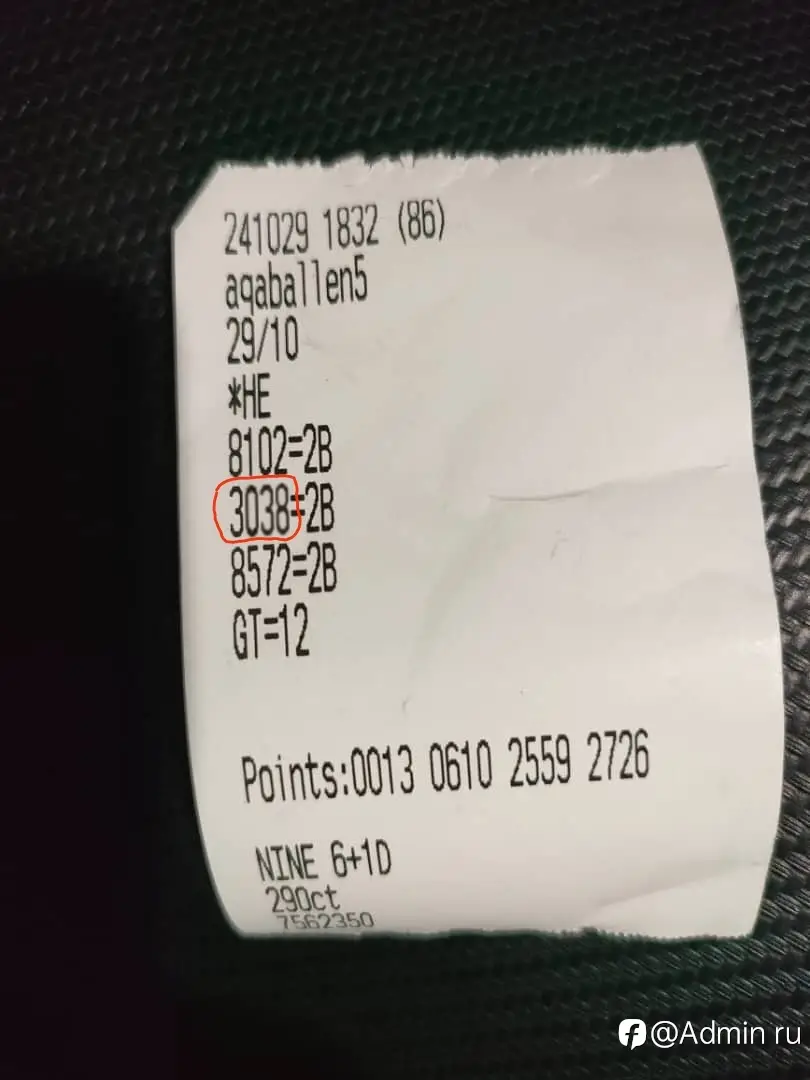 241029 1832 (86)
aqaballen5
29/10
*HE
8102=2B
3038=2B
8572=2B
GT=12
Points:0013 0610 2559 2726
NINE 6+1D
29Oct
7562350
@Admin ru